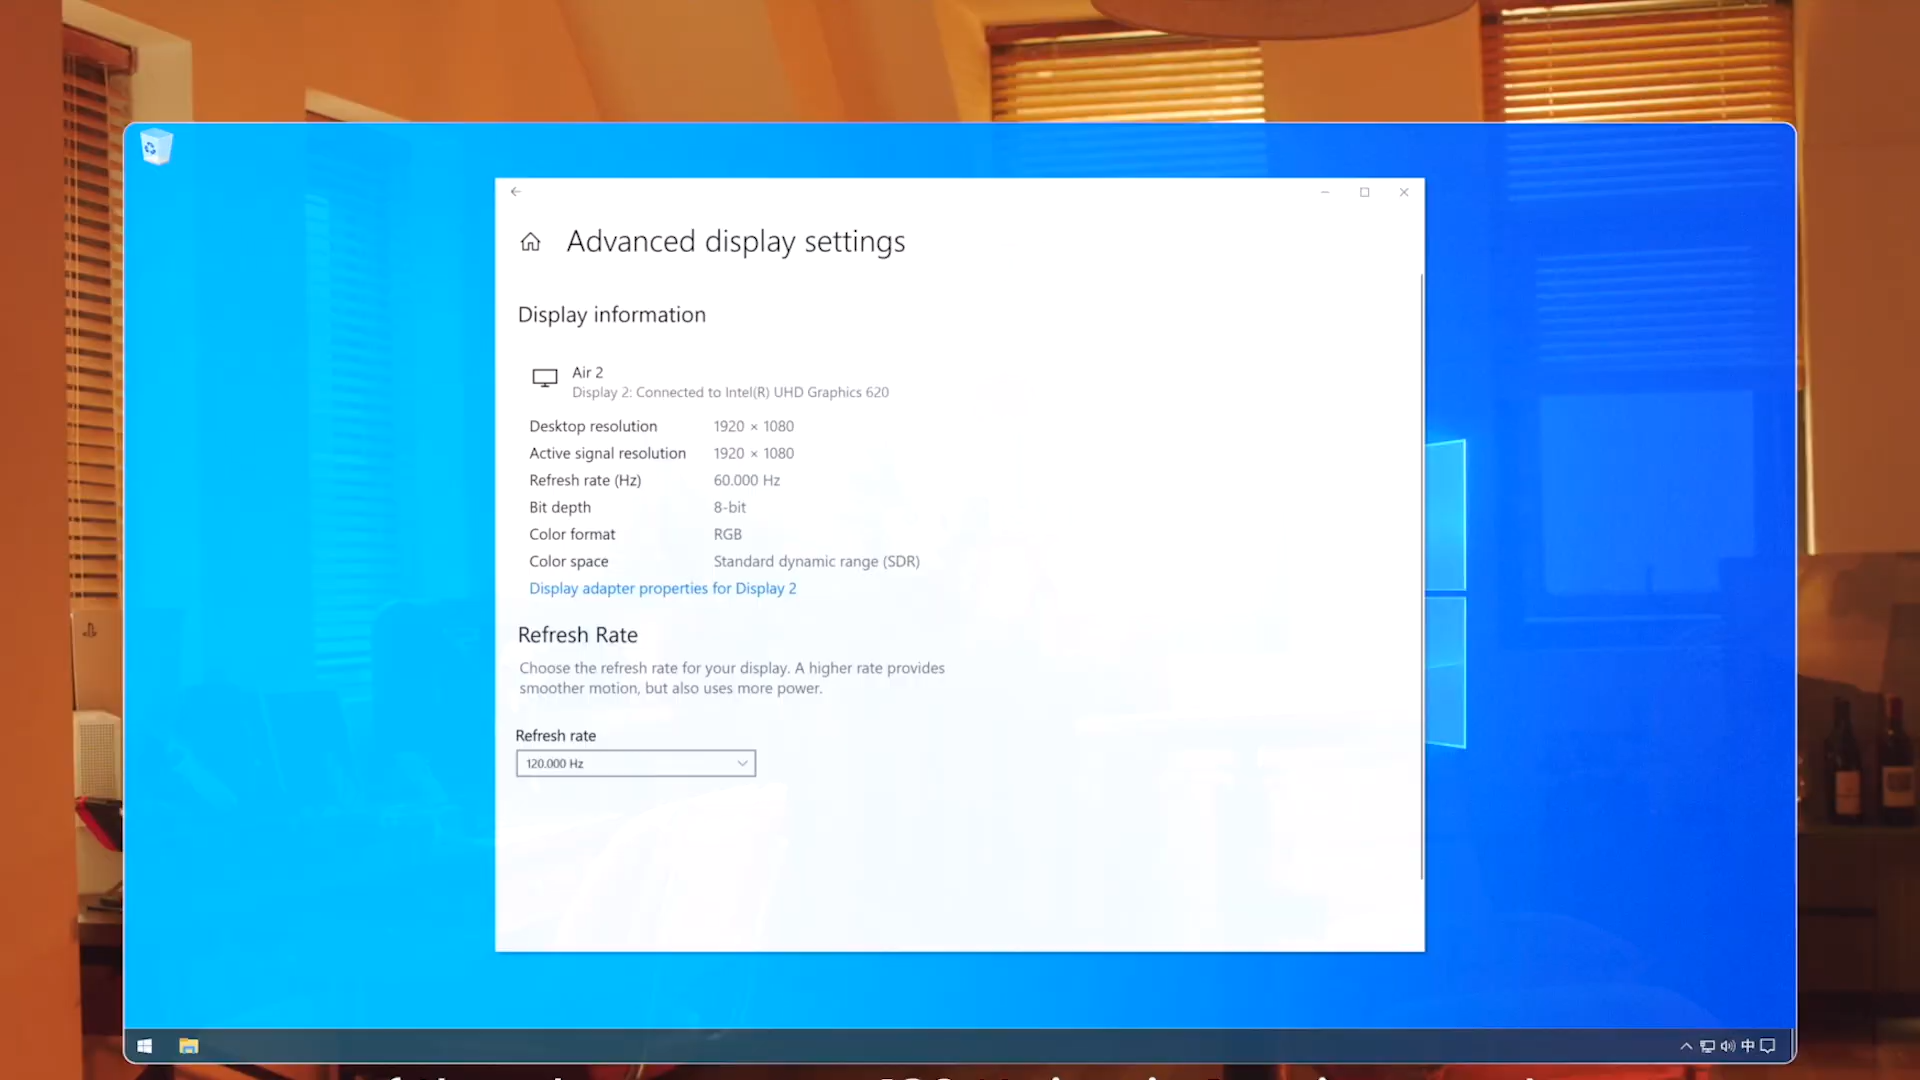 Advanced display settings
Display information
Air 2
Display 2: Connected to Intel(R) UHD Graphics 620
Desktop resolution 1920 × 1080
Active signal resolution 1920 × 1080
Refresh rate (Hz) 60.000 Hz
Bit depth 8-bit
Color format RGB
Color space Standard dynamic range (SDR)
Display adapter properties for Display 2
Refresh Rate
Choose the refresh rate for your display. A higher rate provides
smoother motion, but also uses more power.
Refresh rate
120.000 Hz
中